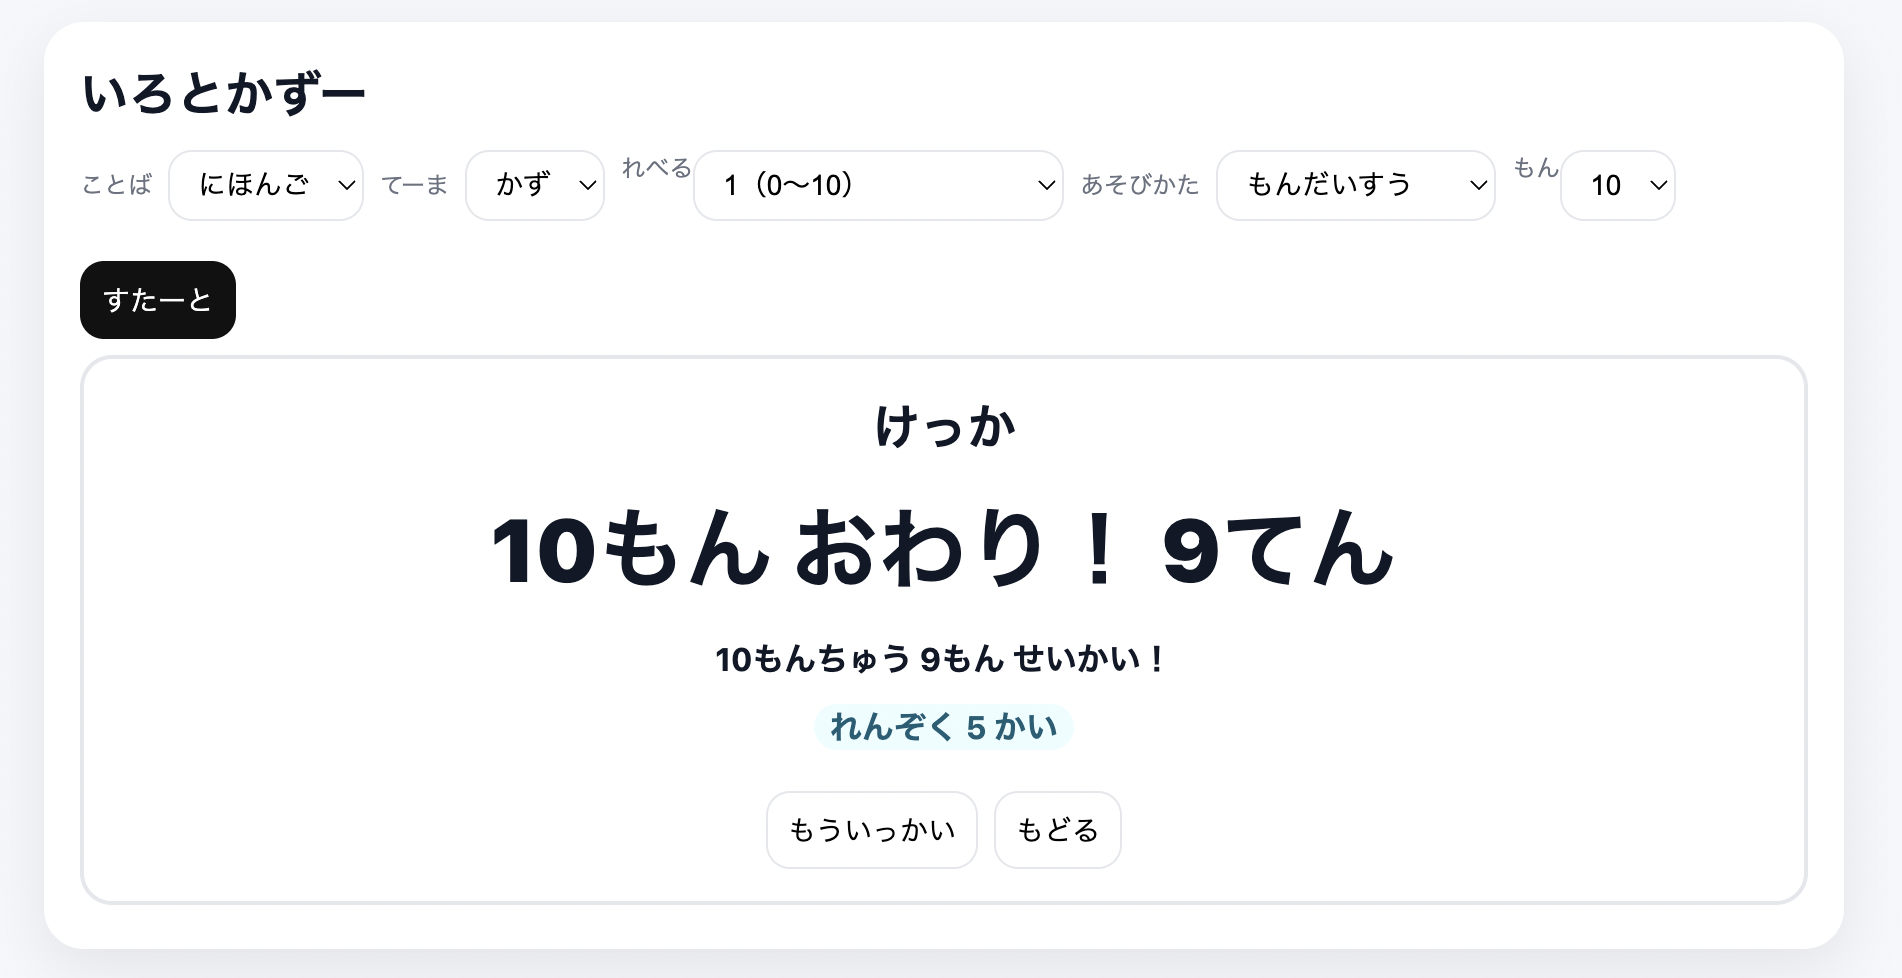 いろとかずー
ことば にほんご てーま かず れべる 1（0〜10） あそびかた もんだいすう もん 10
すたーと
けっか
10もん おわり！ 9てん
10もんちゅう 9もん せいかい！
れんぞく 5 かい
もういっかい もどる